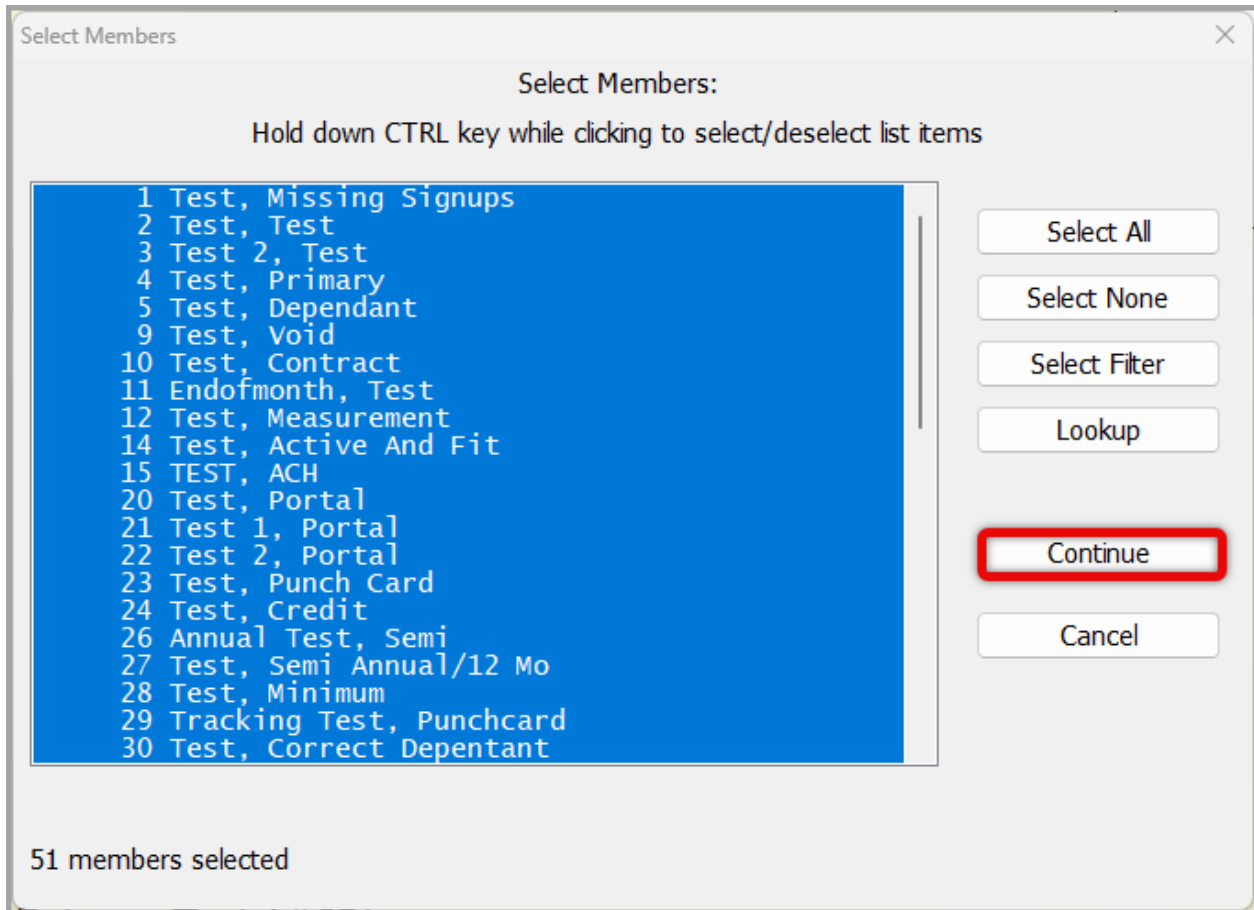 Select Members
Select Members:
Hold down CTRL key while clicking to select/deselect list items
1 Test, Missing Signups
2 Test, Test
3 Test 2, Test
4 Test, Primary
5 Test, Dependant
9 Test, Void
10 Test, Contract
11 Endofmonth, Test
12 Test, Measurement
14 Test, Active And Fit
15 TEST, ACH
20 Test, Portal
21 Test 1, Portal
22 Test 2, Portal
23 Test, Punch Card
24 Test, Credit
26 Annual Test, Semi
27 Test, Semi Annual/12 Mo
28 Test, Minimum
29 Tracking Test, Punchcard
30 Test, Correct Depentant
Select All
Select None
Select Filter
Lookup
Continue
Cancel
51 members selected